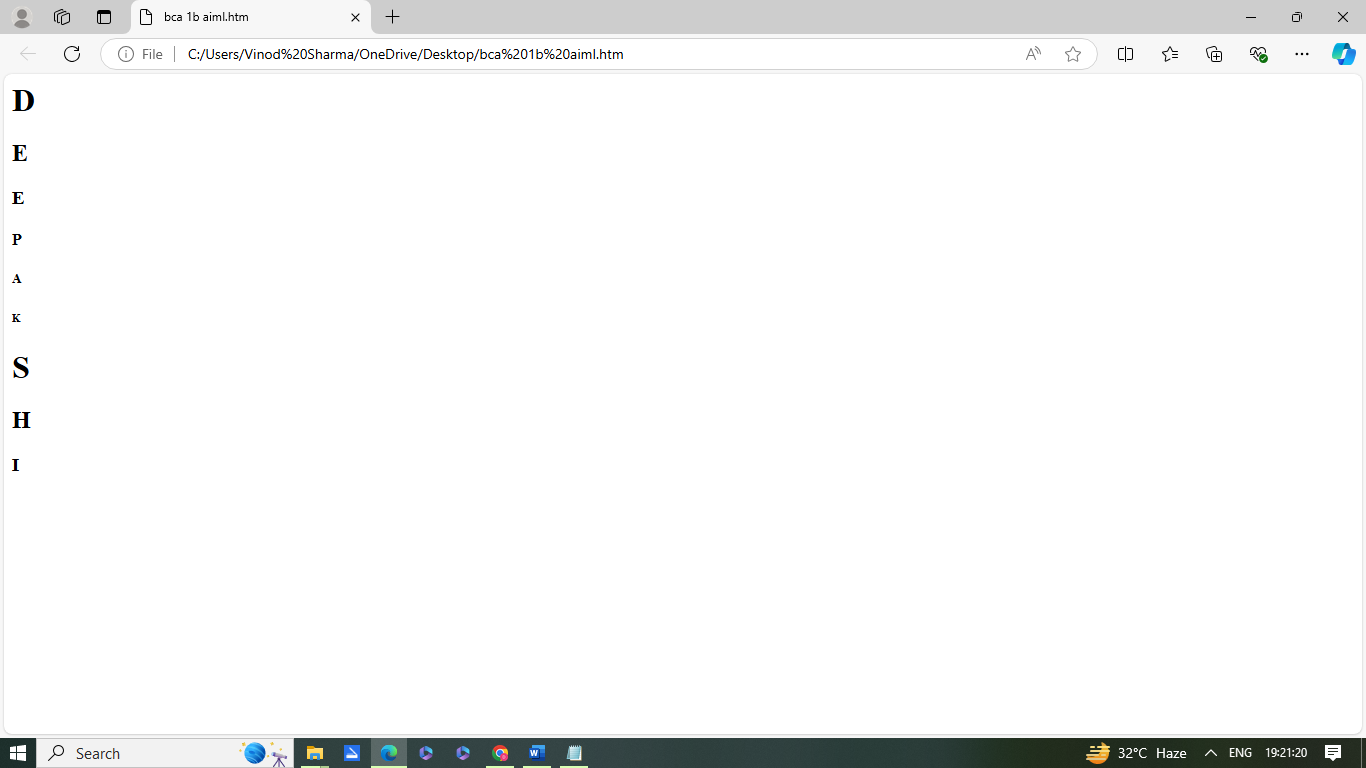 bca 1b aiml.htm
File C:/Users/Vinod%20Sharma/OneDrive/Desktop/bca%201b%20aiml.htm
D
E
E
P
A
K
S
H
I
Search 32°C Haze ENG 19:21:20